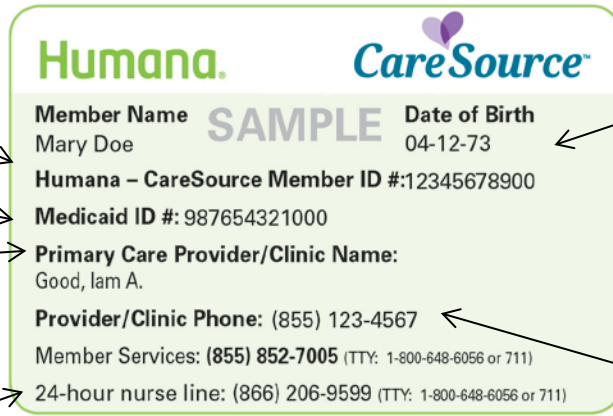 Humana.
CareSource™
SAMPLE
Member Name
Mary Doe
Date of Birth
04-12-73
Humana – CareSource Member ID #:12345678900
Medicaid ID #: 987654321000
Primary Care Provider/Clinic Name:
Good, Iam A.
Provider/Clinic Phone: (855) 123-4567
Member Services: (855) 852-7005 (TTY: 1-800-648-6056 or 711)
24-hour nurse line: (866) 206-9599 (TTY: 1-800-648-6056 or 711)